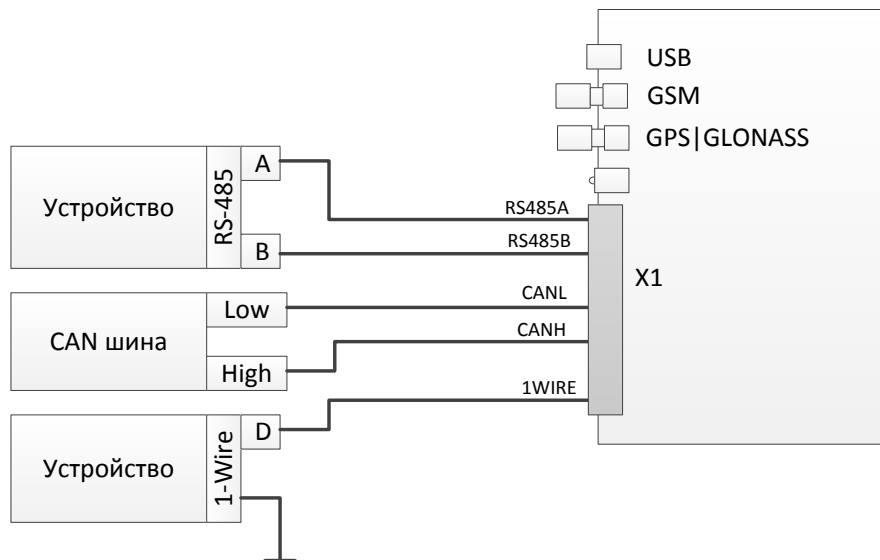 USB
GSM
GPS|GLONASS
A
RS-485
Устройство
B
RS485A
RS485B
X1
Low
CANL
CAN шина
CANH
High
1WIRE
D
1-Wire
Устройство